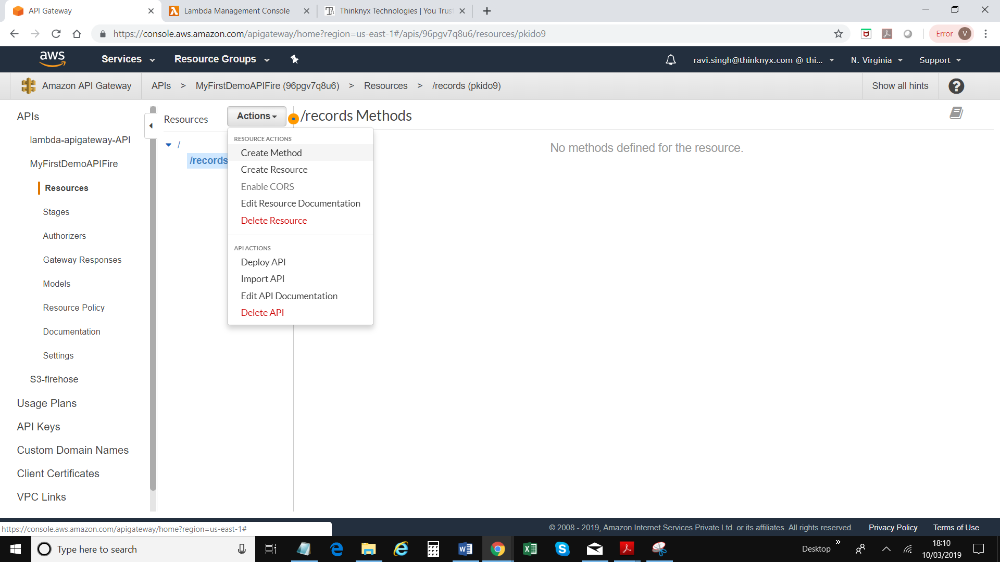 API Gateway
Lambda Management Console
Thinknyx Technologies | You Trus
https://console.aws.amazon.com/apigateway/home?region=us-east-1#/apis/96pgv7q8u6/resources/pkido9
Error V
aws Services Resource Groups ravi.singh@thinknyx.com @ thi... N. Virginia Support
Amazon API Gateway APIs > MyFirstDemoAPIFire (96pgv7q8u6) > Resources > /records (pkido9) Show all hints ?
APIs
lambda-apigateway-API
MyFirstDemoAPIFire
Resources
Stages
Authorizers
Gateway Responses
Models
Resource Policy
Documentation
Settings
S3-firehose
Usage Plans
API Keys
Custom Domain Names
Client Certificates
VPC Links
Resources
Actions
/
/records
RESOURCE ACTIONS
Create Method
Create Resource
Enable CORS
Edit Resource Documentation
Delete Resource
API ACTIONS
Deploy API
Import API
Edit API Documentation
Delete API
/records Methods
No methods defined for the resource.
https://console.aws.amazon.com/apigateway/home?region=us-east-1#
© 2008 - 2019, Amazon Internet Services Private Ltd. or its affiliates. All rights reserved. Privacy Policy Terms of Use
Type here to search
Desktop
18:10
10/03/2019